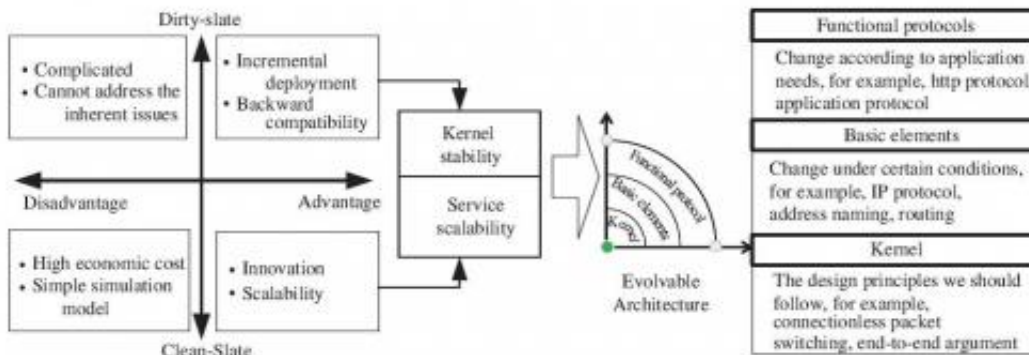 Dirty-slate
• Complicated
• Cannot address the
inherent issues
• Incremental
deployment
• Backward
compatibility
Disadvantage
Advantage
• High economic cost
• Simple simulation
model
• Innovation
• Scalability
Clean-Slate
Kernel
stability
Service
scalability
Functional protocol
Basic elements
Kernel
Evolvable
Architecture
Functional protocols
Change according to application
needs, for example, http protocol
application protocol
Basic elements
Change under certain conditions,
for example, IP protocol,
address naming, routing
Kernel
The design principles we should
follow, for example,
connectionless packet
switching, end-to-end argument